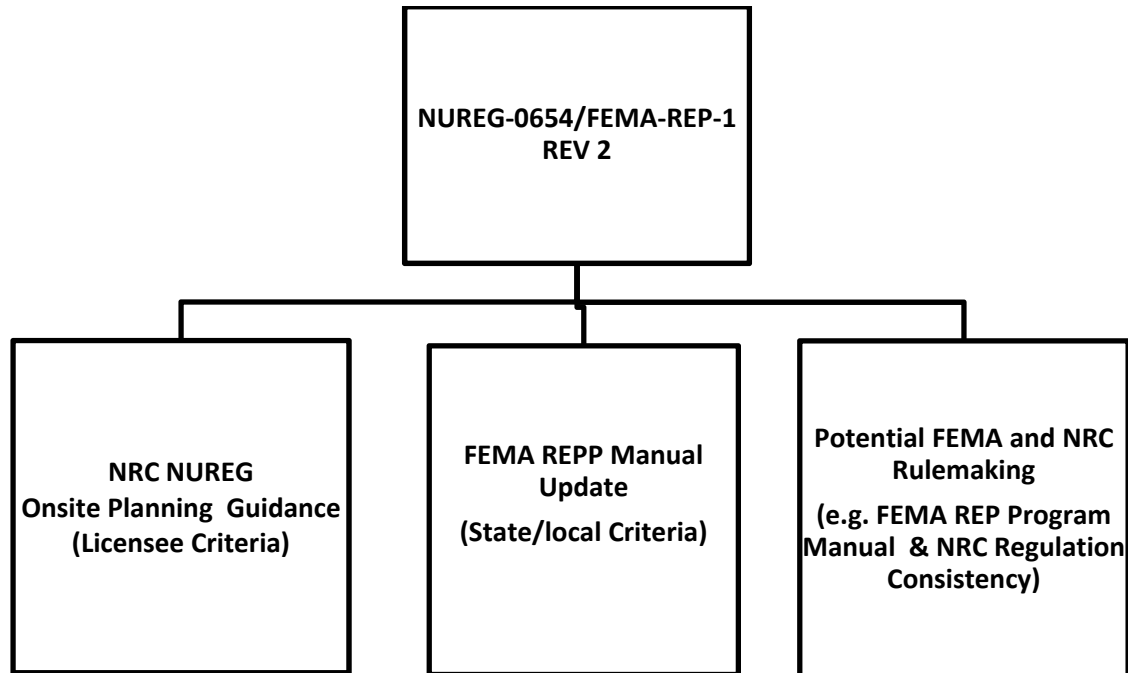 NUREG-0654/FEMA-REP-1
REV 2
NRC NUREG
Onsite Planning Guidance
(Licensee Criteria)
FEMA REPP Manual
Update
(State/local Criteria)
Potential FEMA and NRC
Rulemaking
(e.g. FEMA REP Program
Manual & NRC Regulation
Consistency)